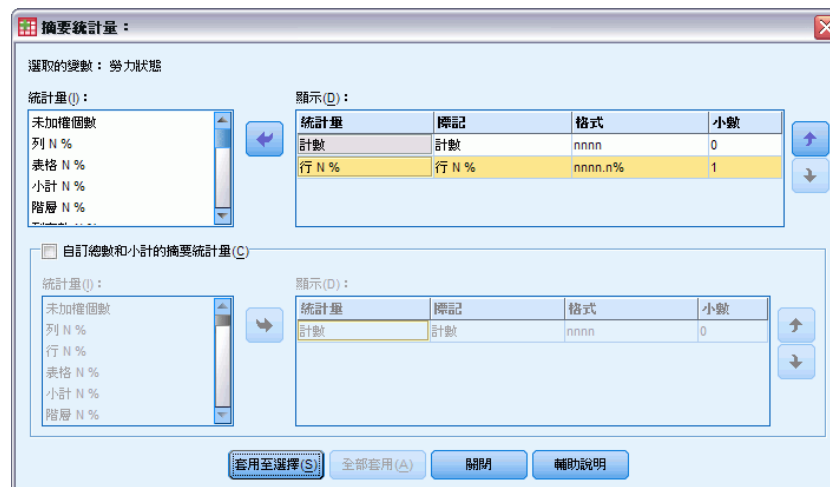 摘要統計量：
選取的變數： 勞力狀態
統計量(I)：
未加權個數
列 N %
表格 N %
小計 N %
階層 N %
顯示(D)：
統計量 標記 格式 小數
計數 計數 nnnn 0
行 N % 行 N % nnnn.n% 1
自訂總數和小計的摘要統計量(C)
統計量(I)：
未加權個數
列 N %
行 N %
表格 N %
小計 N %
階層 N %
顯示(D)：
統計量 標記 格式 小數
計數 計數 nnnn 0
套用至選擇(S) 全部套用(A) 關閉 輔助說明